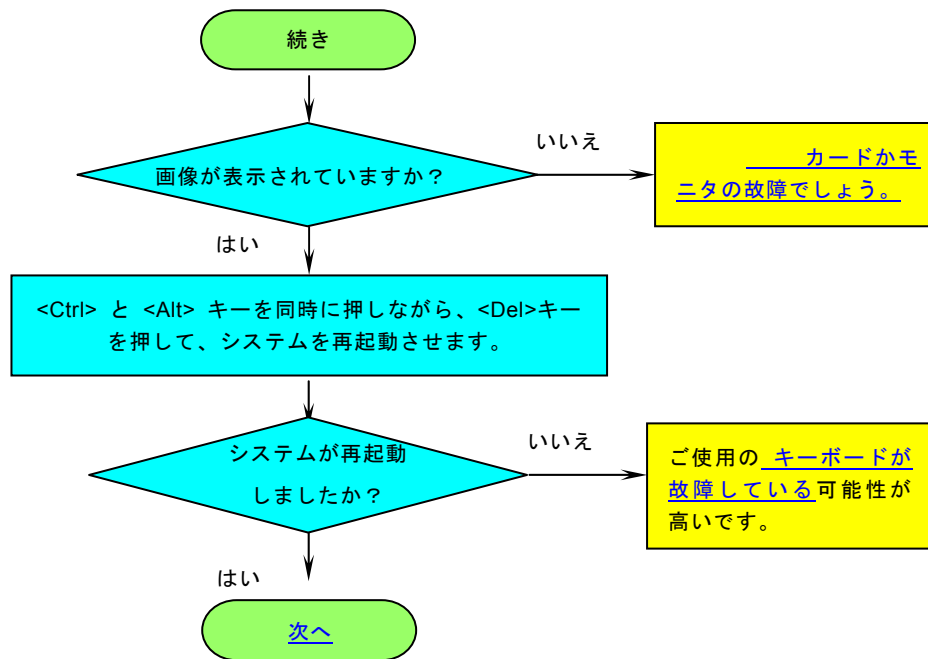 続き
画像が表示されていますか？
いいえ
カードかモ
ニタの故障でしょう。
はい
<Ctrl> と <Alt> キーを同時に押しながら、<Del>キー
を押して、システムを再起動させます。
システムが再起動
しましたか？
いいえ
ご使用の キーボードが
故障している可能性が
高いです。
はい
次へ